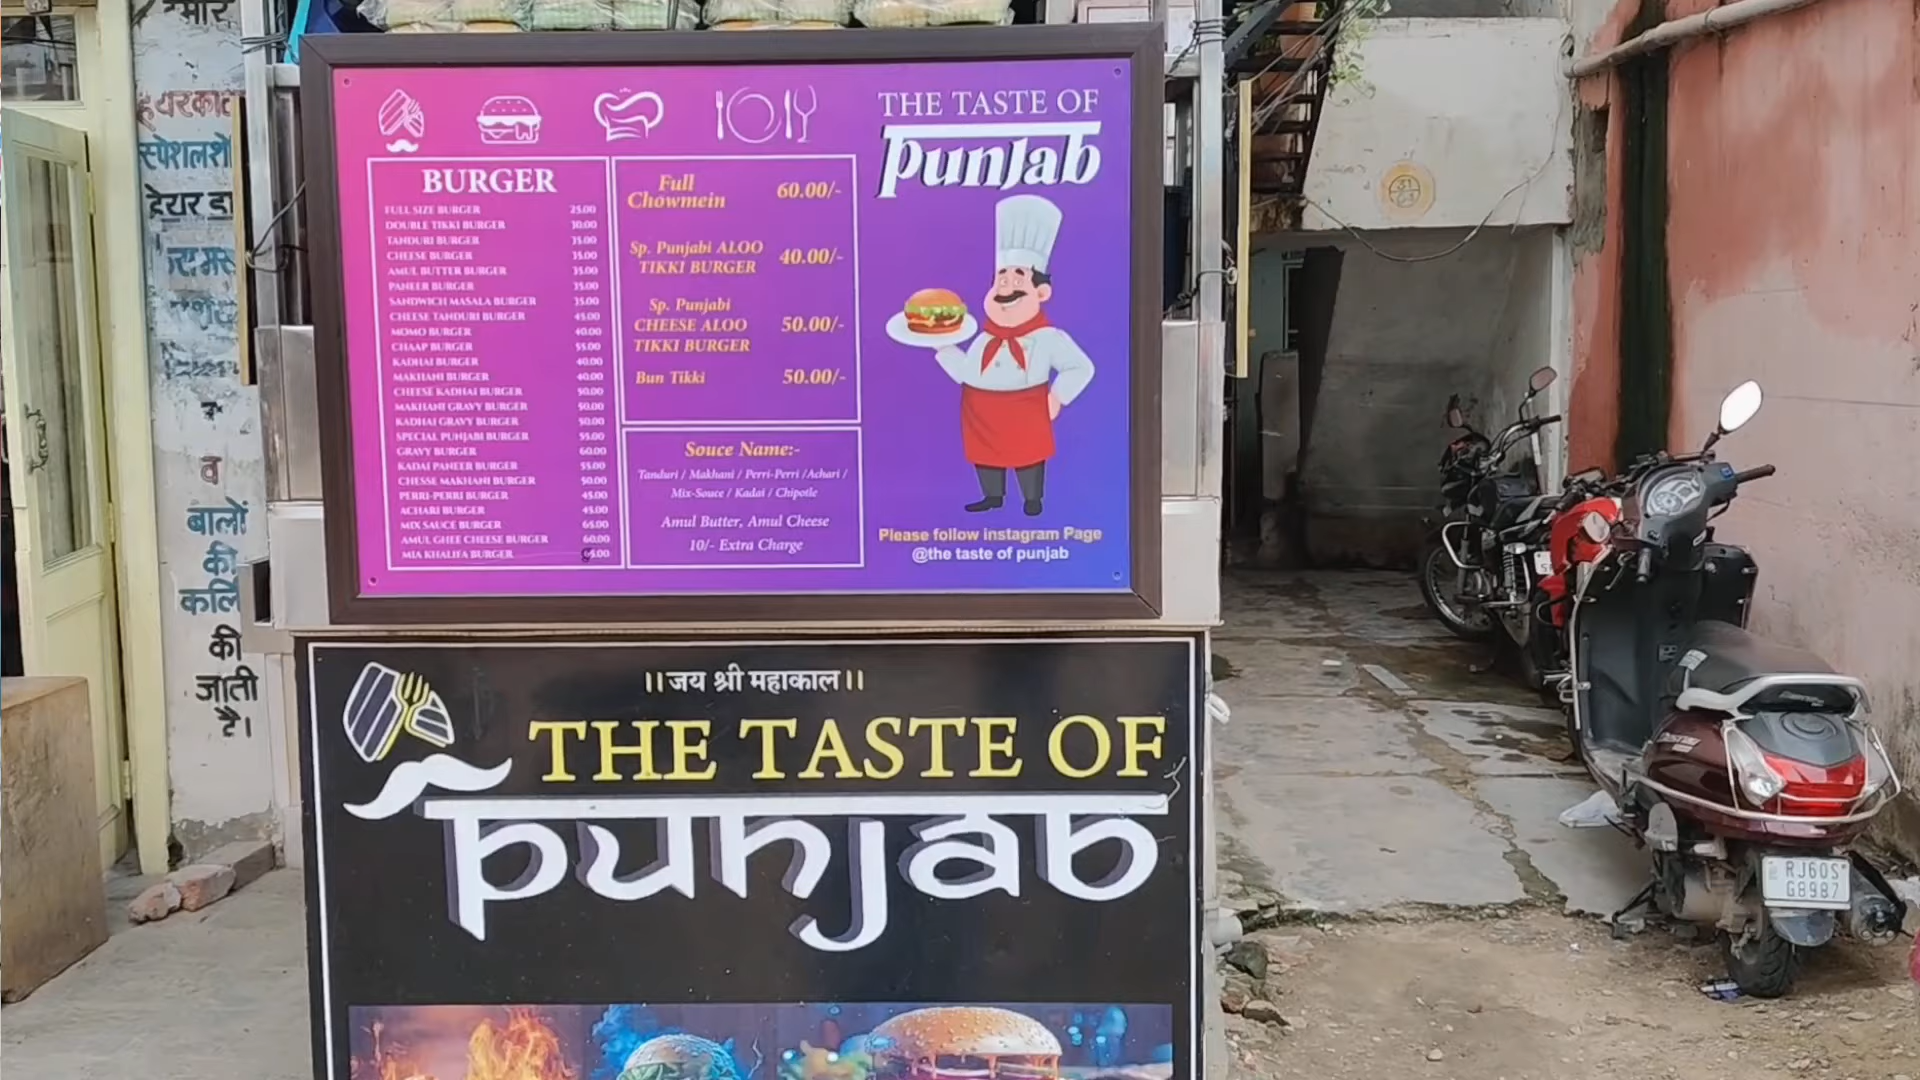 हमारे
स्पेशलशे
बालों
की
कलि
की
जाती
है।
THE TASTE OF
punjab
BURGER
FULL SIZE BURGER 25.00
DOUBLE TIKKI BURGER 30.00
TANDURI BURGER 35.00
CHEESE BURGER 35.00
AMUL BUTTER BURGER 35.00
PANEER BURGER 35.00
SANDWICH MASALA BURGER 35.00
CHEESE TANDURI BURGER 45.00
MOMO BURGER 40.00
CHAAP BURGER 55.00
KADHAI BURGER 40.00
MAKHANI BURGER 40.00
CHEESE KADHAI BURGER 50.00
MAKHANI GRAVY BURGER 50.00
KADHAI GRAVY BURGER 50.00
SPECIAL PUNJABI BURGER 55.00
GRAVY BURGER 60.00
KADAI PANEER BURGER 55.00
CHESSE MAKHANI BURGER 50.00
PERRI-PERRI BURGER 45.00
ACHARI BURGER 45.00
MIX SAUCE BURGER 65.00
AMUL GHEE CHEESE BURGER 60.00
MIA KHALIFA BURGER
Full
Chowmein 60.00/-
Sp. Punjabi ALOO
TIKKI BURGER 40.00/-
Sp. Punjabi
CHEESE ALOO 50.00/-
TIKKI BURGER
Bun Tikki 50.00/-
Souce Name:-
Tanduri / Makhani / Perri-Perri /Achari /
Mix-Souce / Kadai / Chipotle
Amul Butter, Amul Cheese
10/- Extra Charge
Please follow instagram Page
@the taste of punjab
।।जय श्री महाकाल।।
THE TASTE OF
punjab
RJ60S
G8987